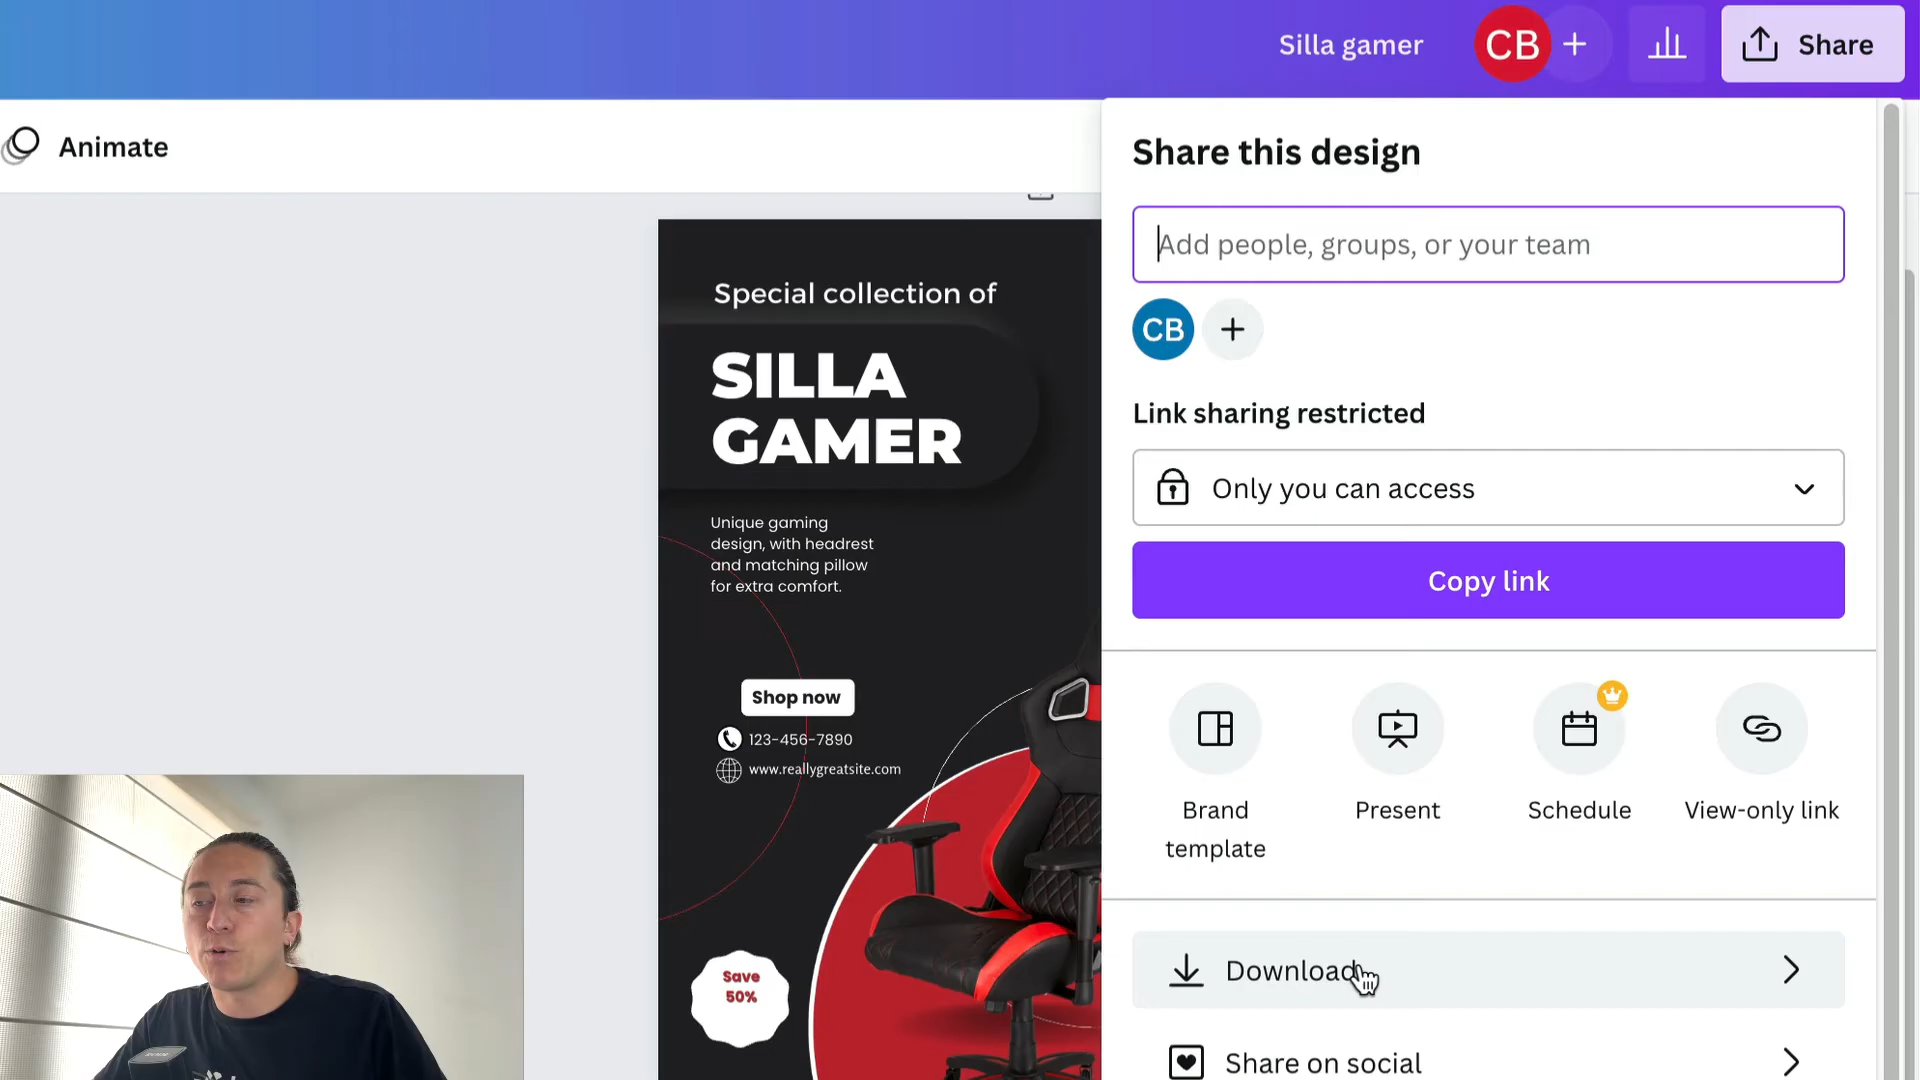 Silla gamer
CB
Share
Animate
Share this design
Add people, groups, or your team
CB
Link sharing restricted
Only you can access
Copy link
Brand
template
Present
Schedule
View-only link
Download
Share on social
Special collection of
SILLA
GAMER
Unique gaming
design, with headrest
and matching pillow
for extra comfort.
Shop now
123-456-7890
www.reallygreatsite.com
Save
50%